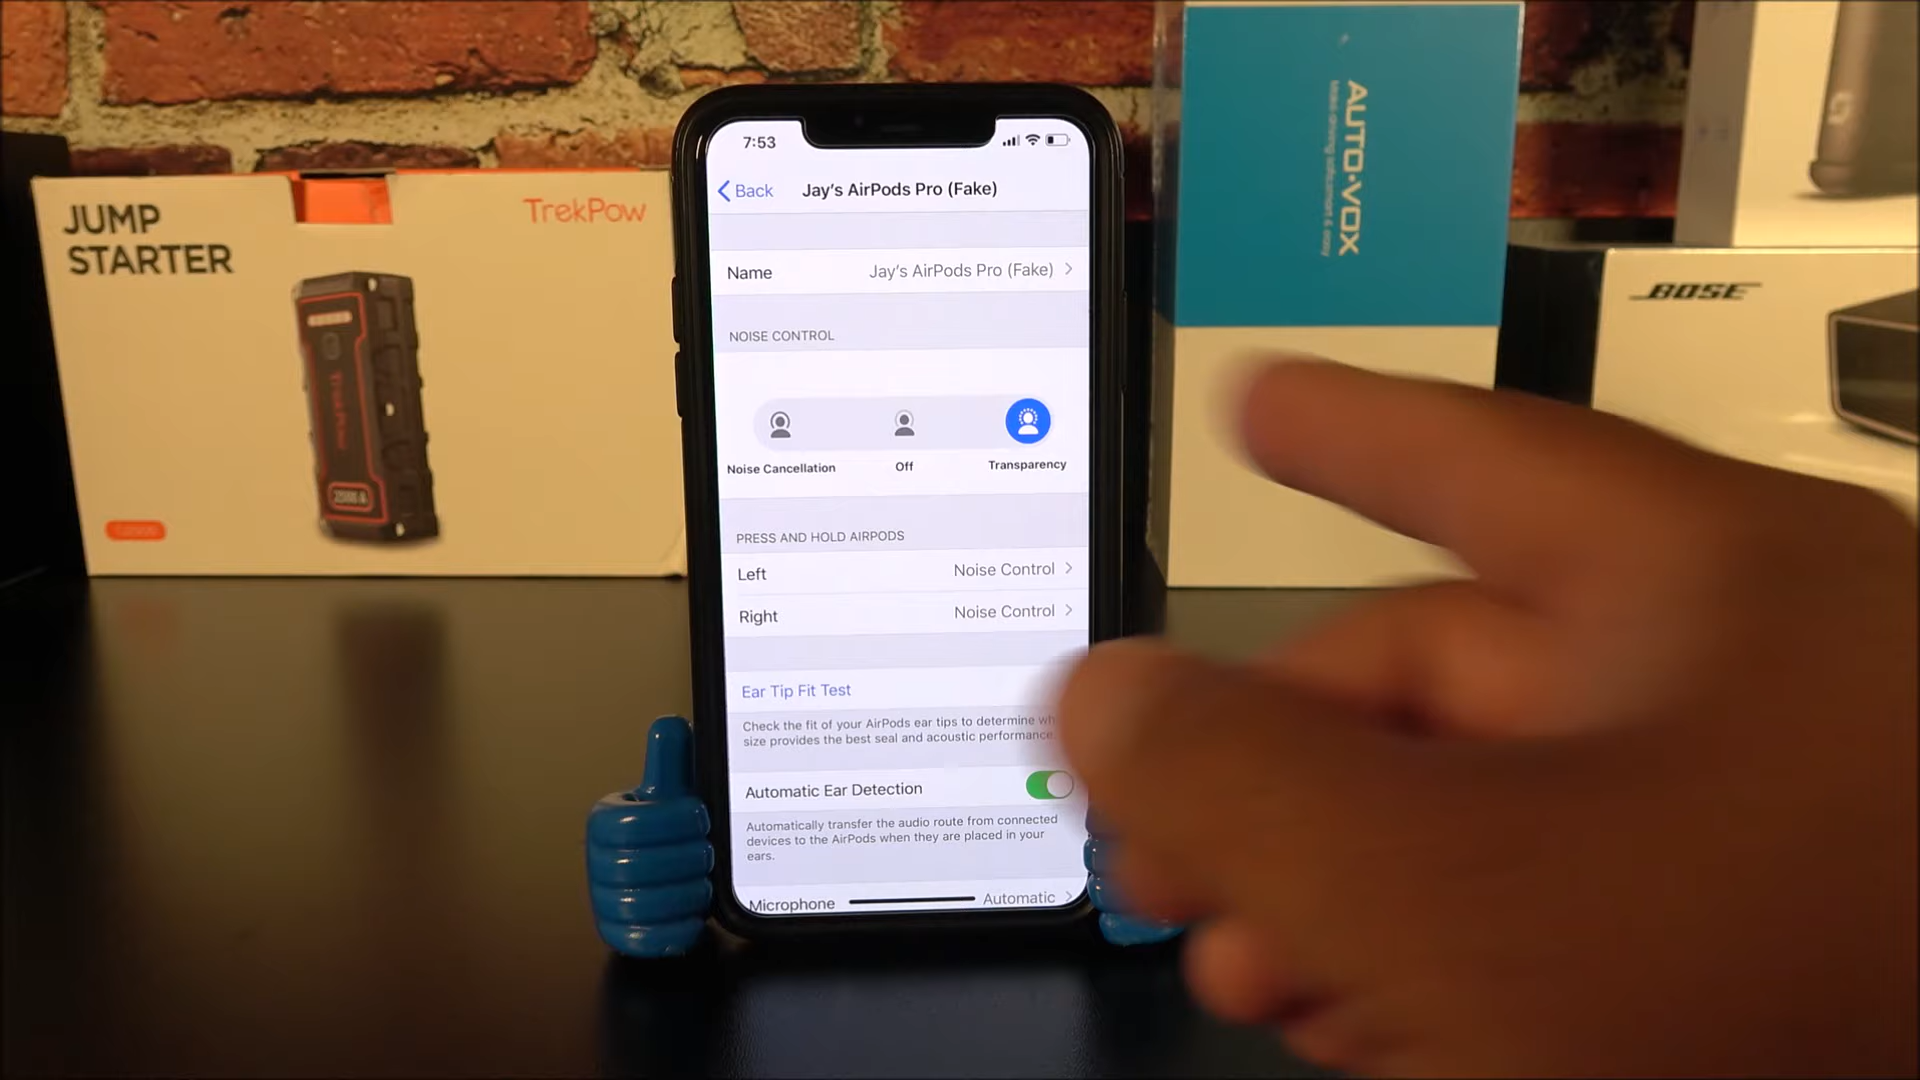 JUMP
STARTER
TrekPow
TrekPow
7:53
Back
Jay's AirPods Pro (Fake)
Name
Jay's AirPods Pro (Fake)
NOISE CONTROL
Noise Cancellation
Off
Transparency
PRESS AND HOLD AIRPODS
Left
Noise Control
Right
Noise Control
Ear Tip Fit Test
Check the fit of your AirPods ear tips to determine
size provides the best seal and acoustic performance.
Automatic Ear Detection
Automatically transfer the audio route from connected
devices to the AirPods when they are placed in your
ears.
Microphone
Automatic
AUTO-VOX
BOSE